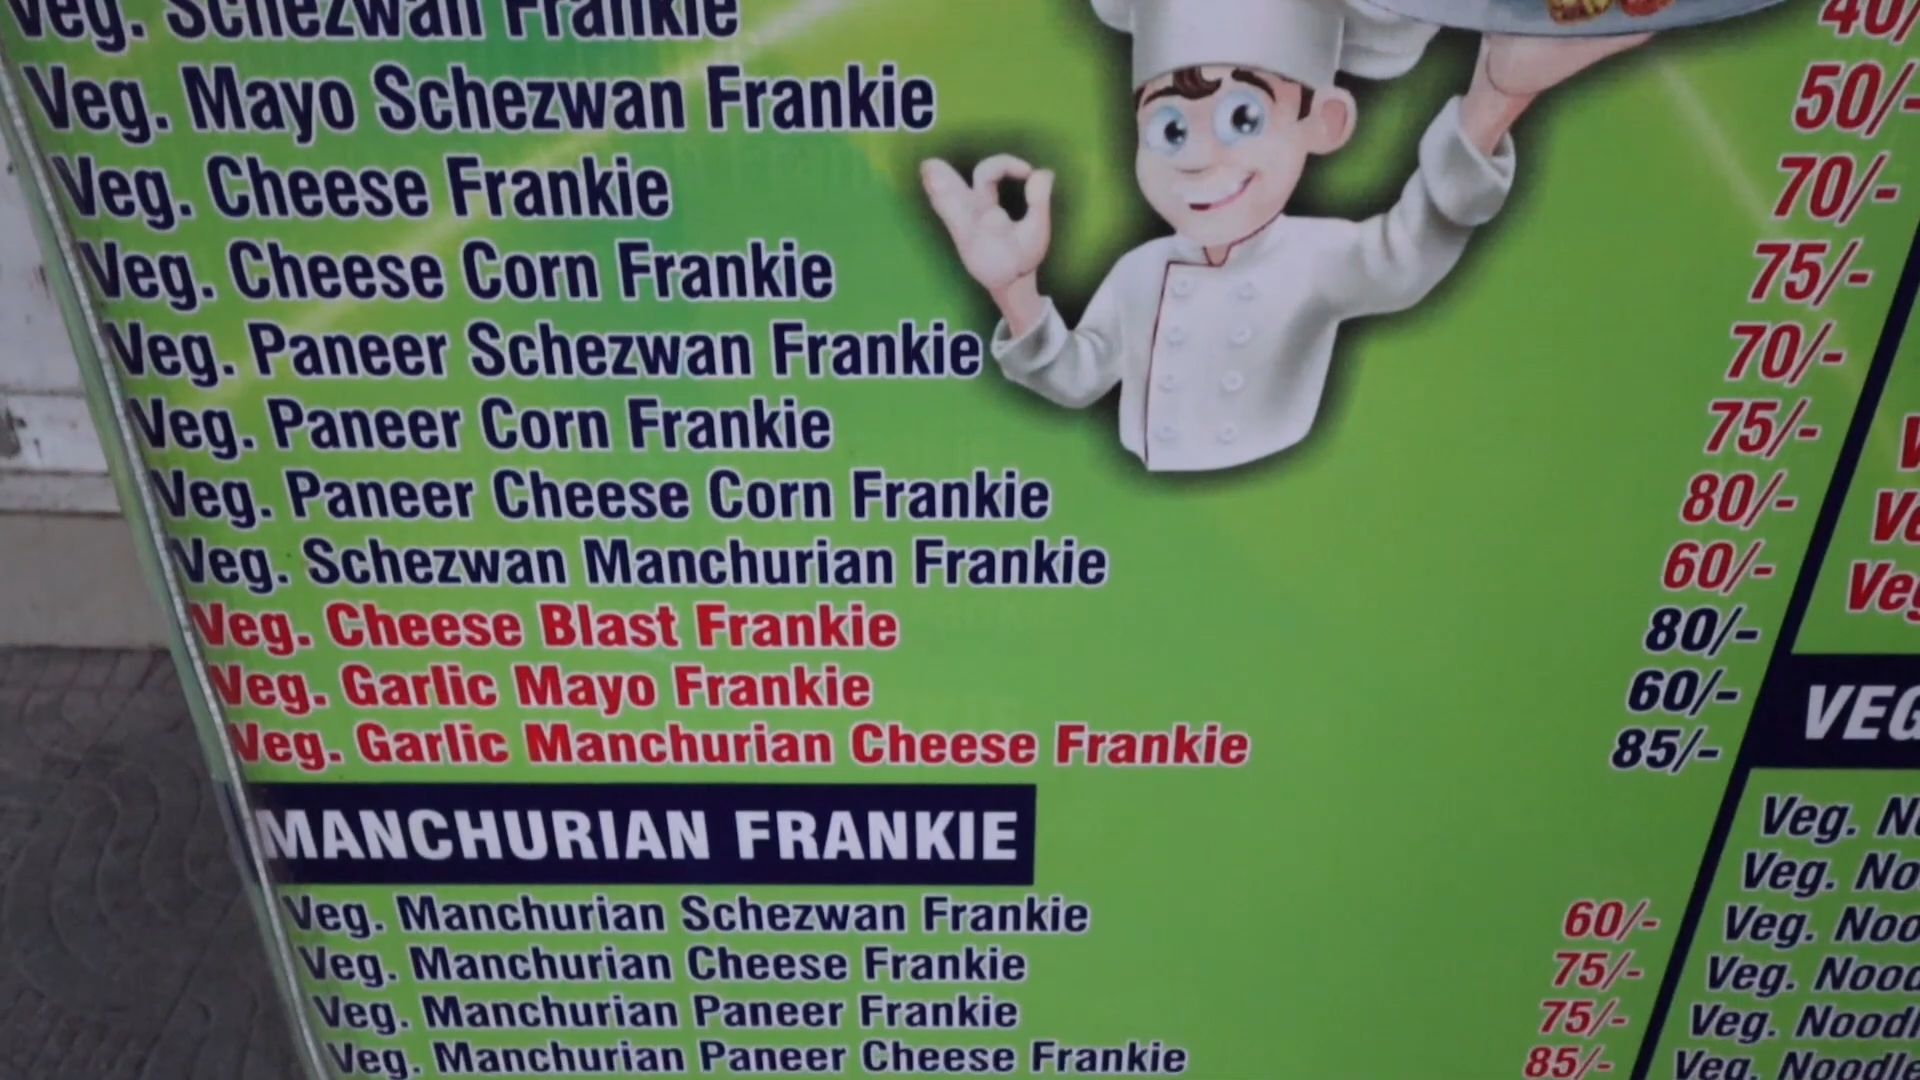 Veg. Schezwan Frankie 40/-
Veg. Mayo Schezwan Frankie 50/-
Veg. Cheese Frankie 70/-
Veg. Cheese Corn Frankie 75/-
Veg. Paneer Schezwan Frankie 70/-
Veg. Paneer Corn Frankie 75/-
Veg. Paneer Cheese Corn Frankie 80/-
Veg. Schezwan Manchurian Frankie 60/-
Veg. Cheese Blast Frankie 80/-
Veg. Garlic Mayo Frankie 60/-
Veg. Garlic Manchurian Cheese Frankie 85/-
MANCHURIAN FRANKIE
Veg. Manchurian Schezwan Frankie 60/-
Veg. Manchurian Cheese Frankie 75/-
Veg. Manchurian Paneer Frankie 75/-
Veg. Manchurian Paneer Cheese Frankie 85/-
Veg
VEG
Veg. N
Veg. No
Veg. Noo
Veg. Nood
Veg. Noodl
Veg. Noodle